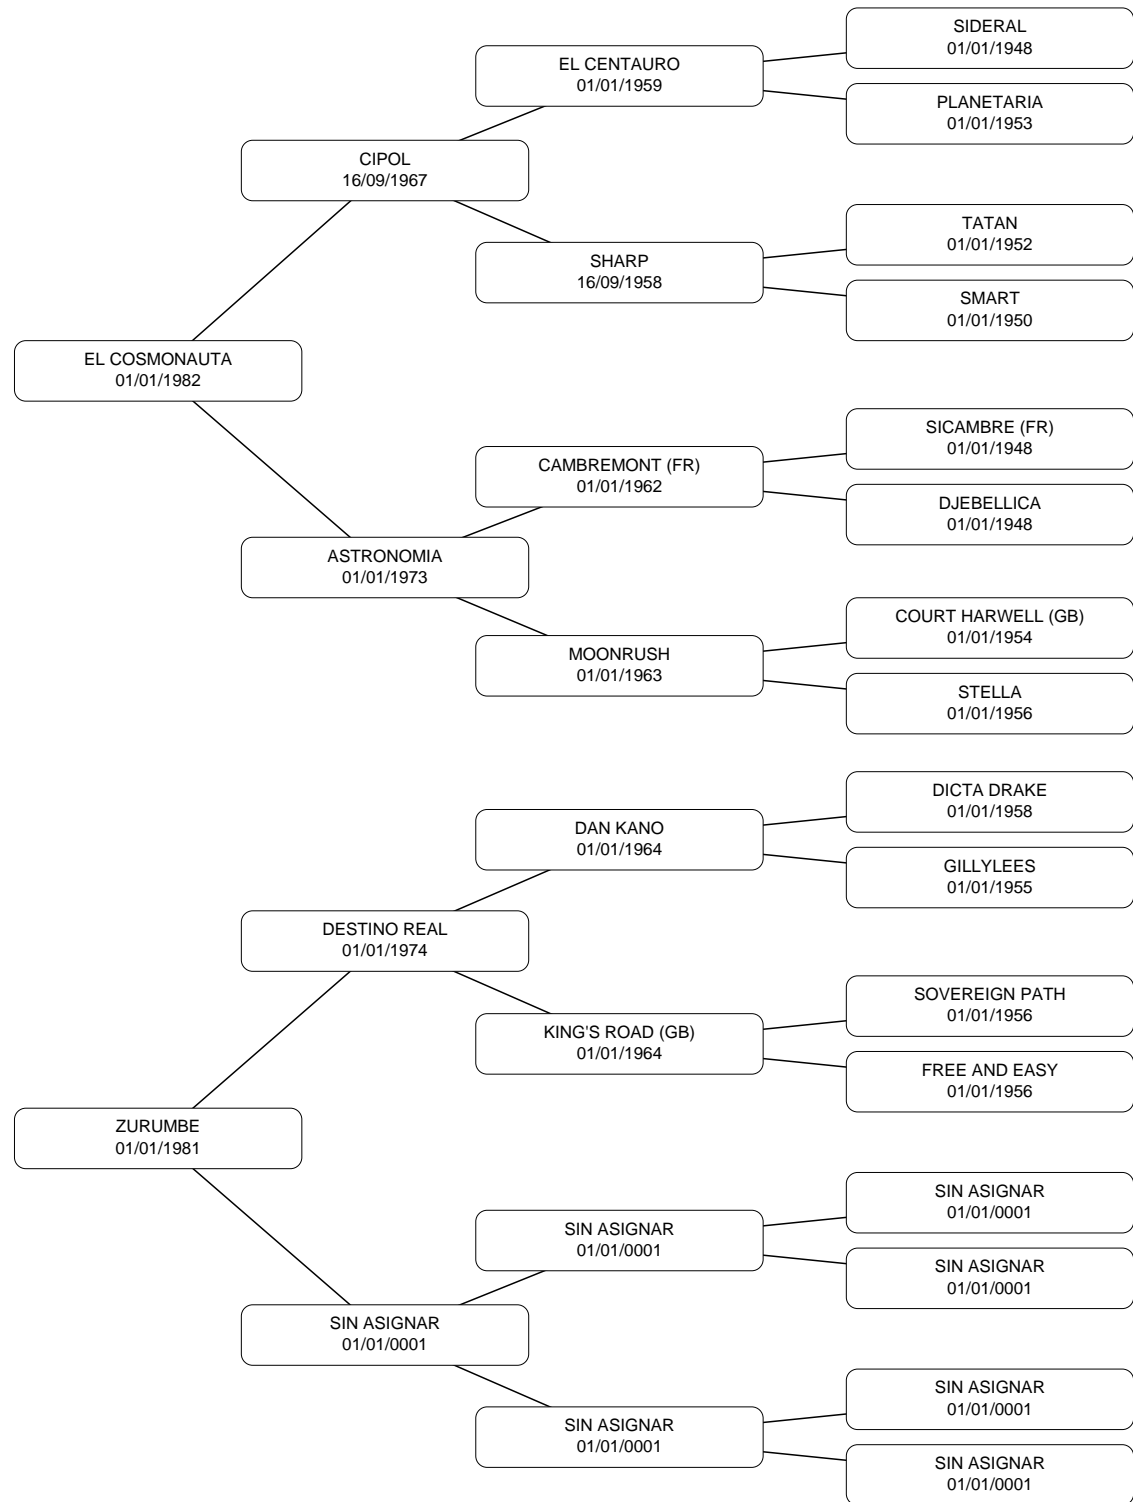 SIDERAL
01/01/1948
EL CENTAURO
01/01/1959
PLANETARIA
01/01/1953
CIPOL
16/09/1967
TATAN
01/01/1952
SHARP
16/09/1958
SMART
01/01/1950
EL COSMONAUTA
01/01/1982
SICAMBRE (FR)
01/01/1948
CAMBREMONT (FR)
01/01/1962
DJEBELLICA
01/01/1948
ASTRONOMIA
01/01/1973
COURT HARWELL (GB)
01/01/1954
MOONRUSH
01/01/1963
STELLA
01/01/1956
DICTA DRAKE
01/01/1958
DAN KANO
01/01/1964
GILLYLEES
01/01/1955
DESTINO REAL
01/01/1974
SOVEREIGN PATH
01/01/1956
KING'S ROAD (GB)
01/01/1964
FREE AND EASY
01/01/1956
ZURUMBE
01/01/1981
SIN ASIGNAR
01/01/0001
SIN ASIGNAR
01/01/0001
SIN ASIGNAR
01/01/0001
SIN ASIGNAR
01/01/0001
SIN ASIGNAR
01/01/0001
SIN ASIGNAR
01/01/0001
SIN ASIGNAR
01/01/0001